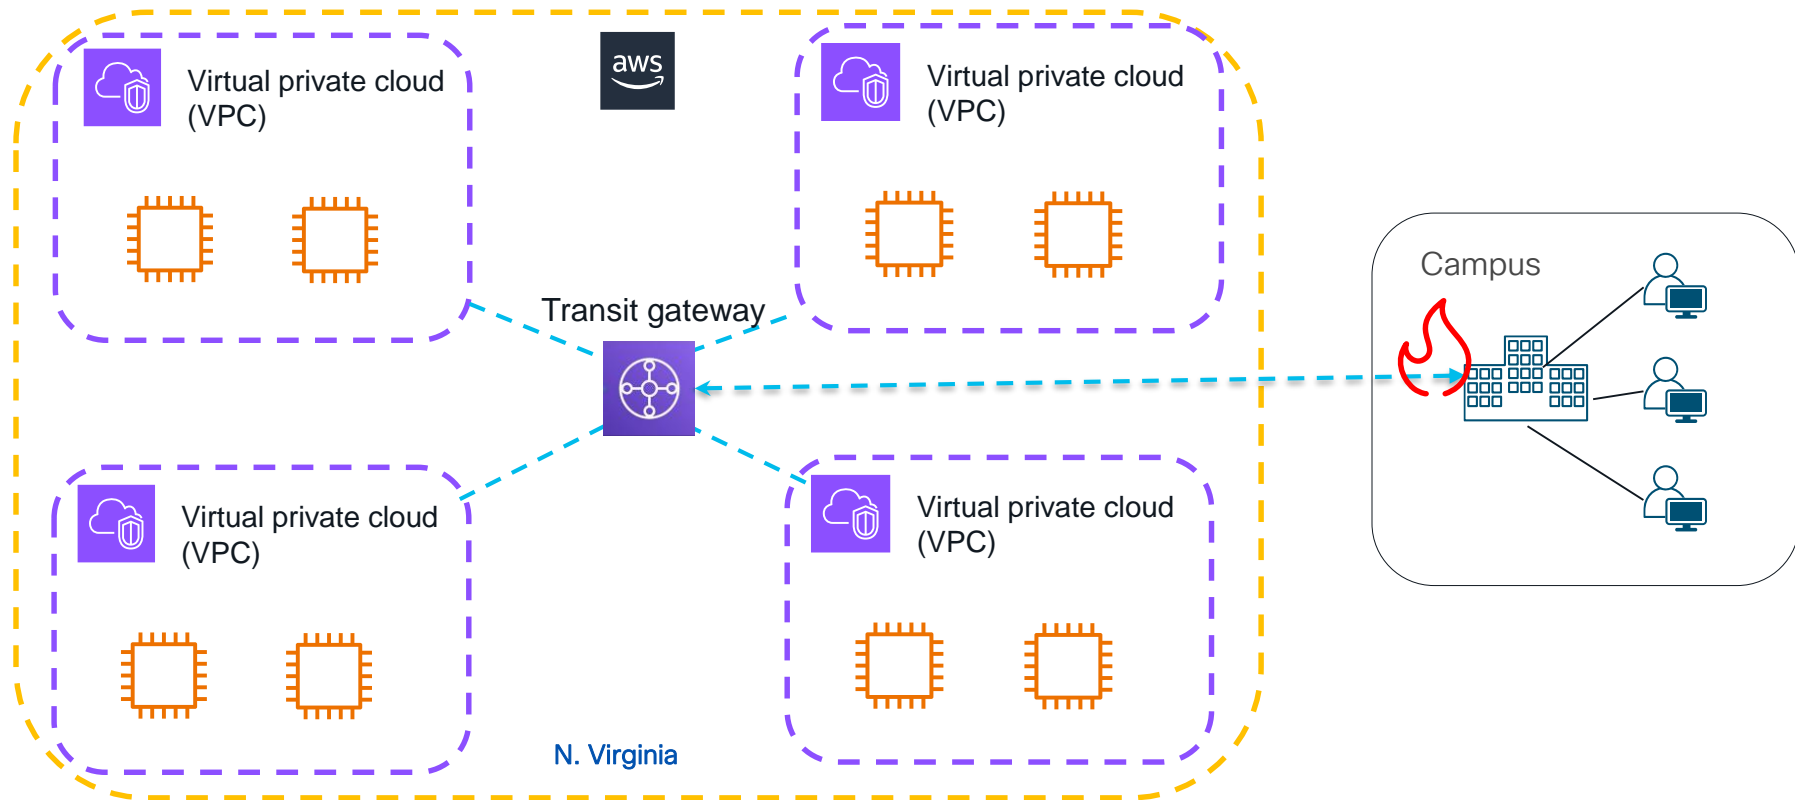 Virtual private cloud
(VPC)
aws
Virtual private cloud
(VPC)
Transit gateway
Campus
Virtual private cloud
(VPC)
Virtual private cloud
(VPC)
N. Virginia